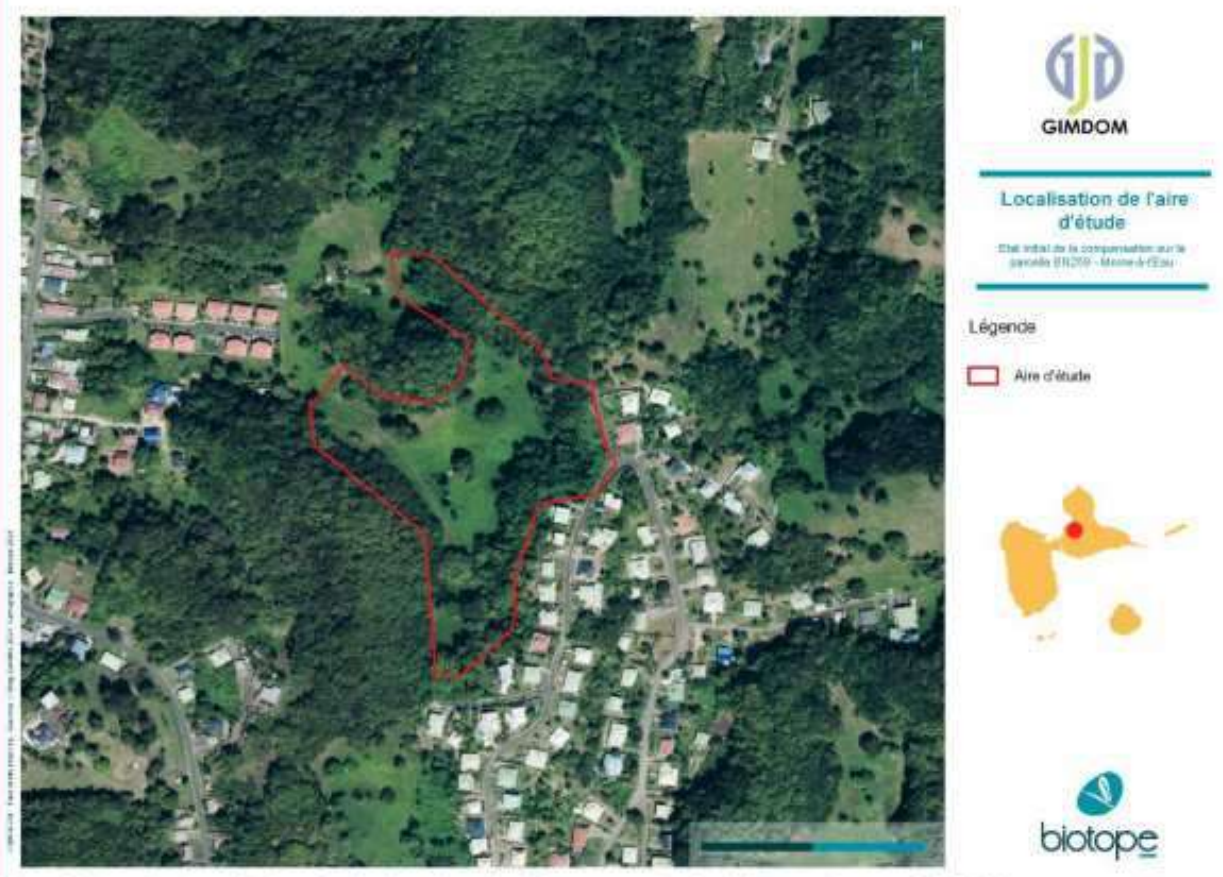 GIMDOM
Localisation de l'aire
d'étude
Etat initial de la compensation sur la
parcelle BN259 - Morne-à-l'Eau
Légende
Aire d'étude
biotope